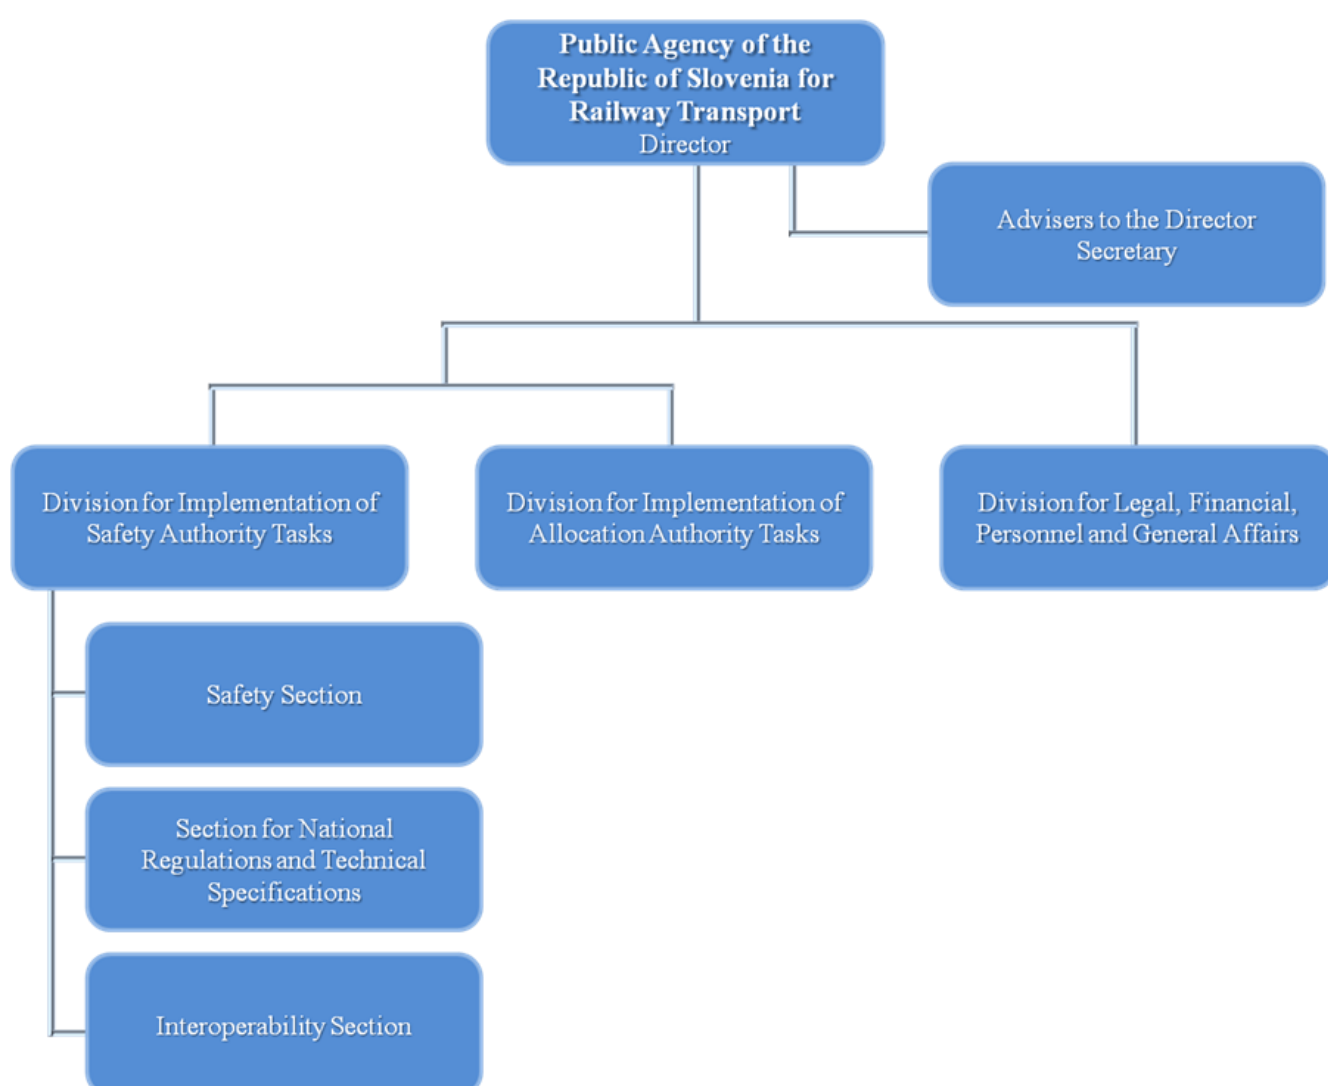 Public Agency of the
Republic of Slovenia for
Railway Transport
Director
Advisers to the Director
Secretary
Division for Implementation of
Safety Authority Tasks
Division for Implementation of
Allocation Authority Tasks
Division for Legal, Financial,
Personnel and General Affairs
Safety Section
Section for National
Regulations and Technical
Specifications
Interoperability Section